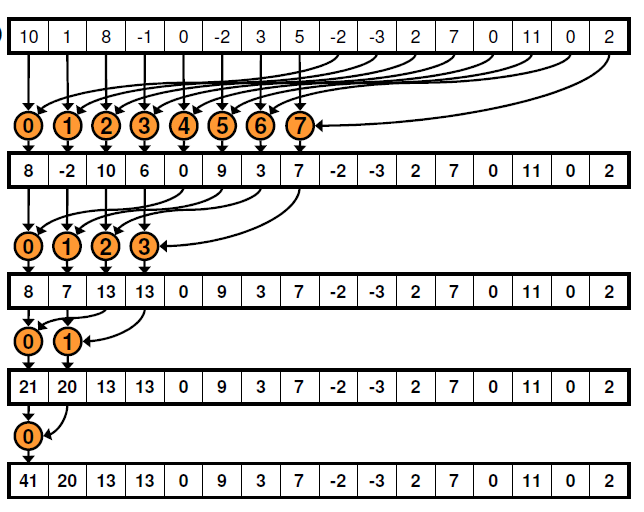 10 1 8 -1 0 -2 3 5 -2 -3 2 7 0 11 0 2
0 1 2 3 4 5 6 7
8 -2 10 6 0 9 3 7 -2 -3 2 7 0 11 0 2
0 1 2 3
8 7 13 13 0 9 3 7 -2 -3 2 7 0 11 0 2
0 1
21 20 13 13 0 9 3 7 -2 -3 2 7 0 11 0 2
0
41 20 13 13 0 9 3 7 -2 -3 2 7 0 11 0 2